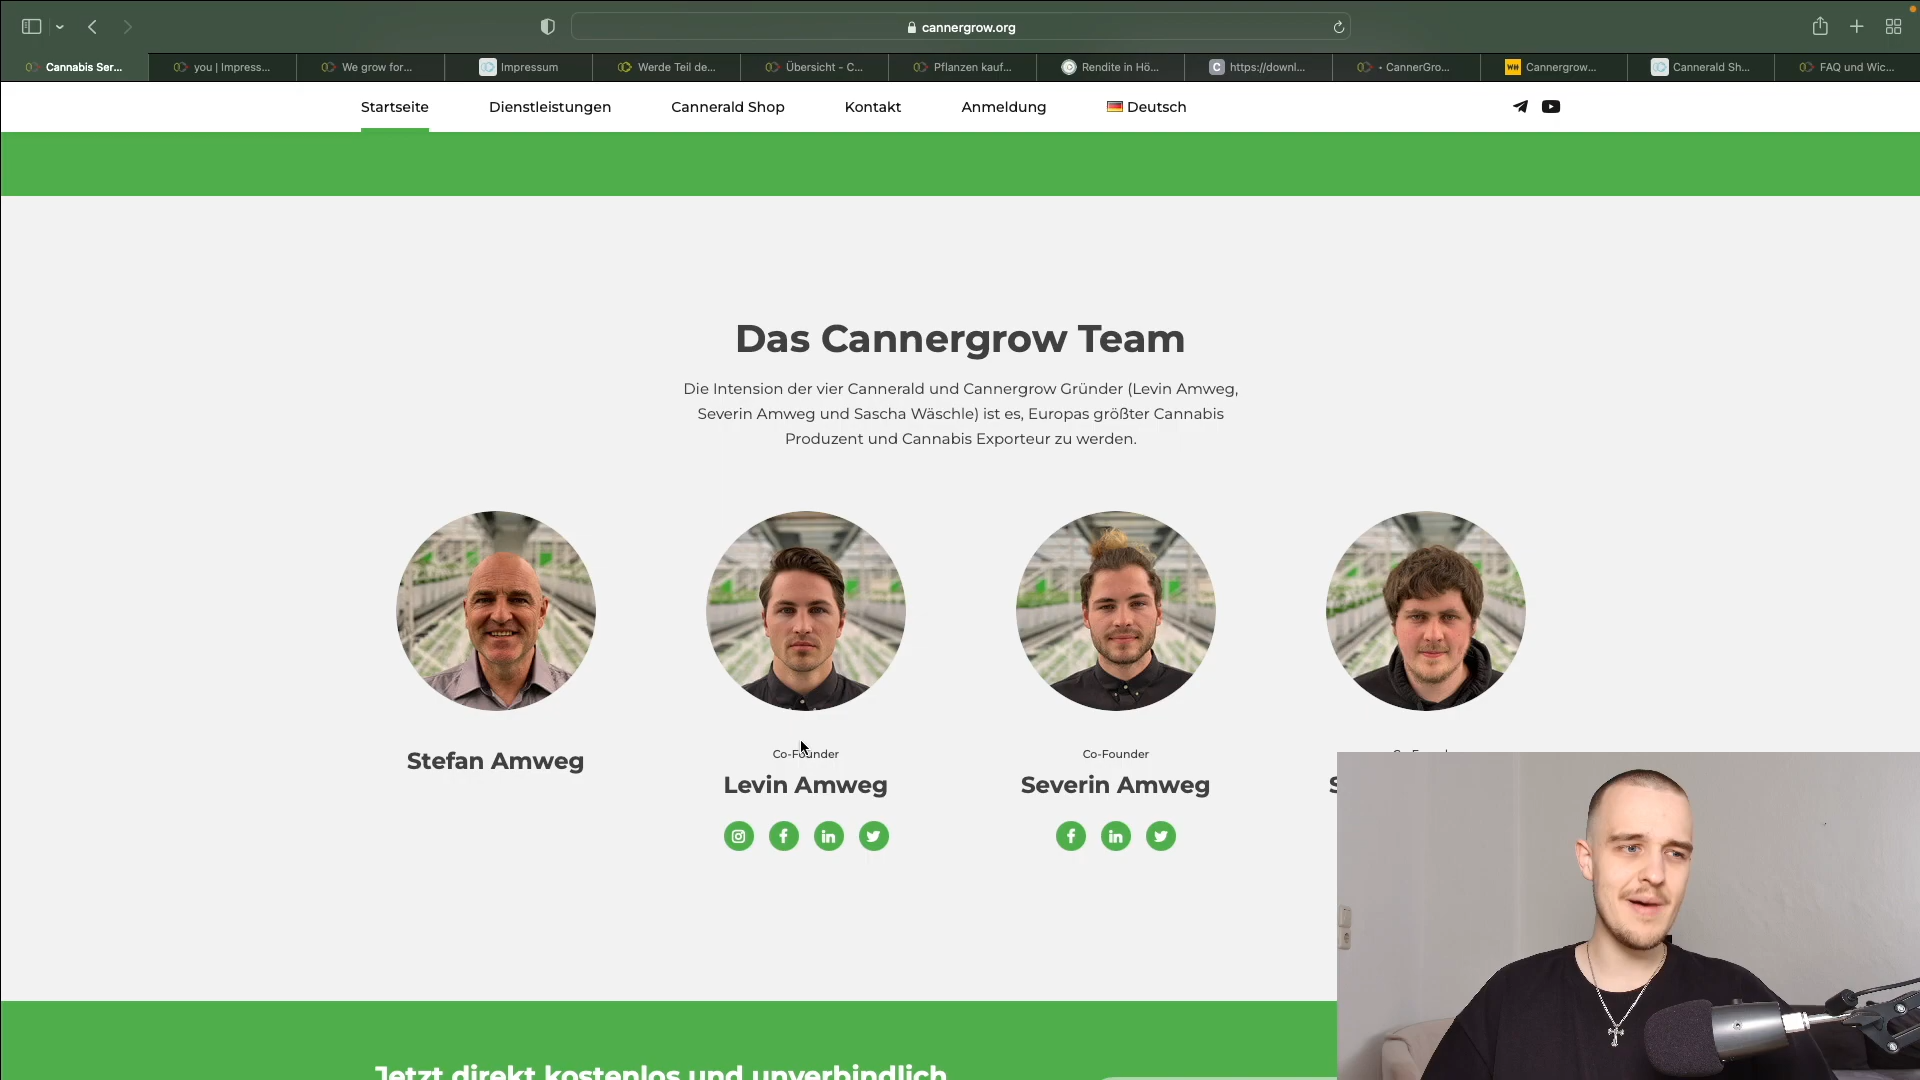 cannergrow.org
Cannabis Ser...
you | Impress...
We grow for...
Impressum
Werde Teil de...
Übersicht – C...
Pflanzen kauf...
Rendite in Hö...
C
https://downl...
• CannerGro...
Cannergrow...
Cannerald Sh...
FAQ und Wic...
Startseite
Dienstleistungen
Cannerald Shop
Kontakt
Anmeldung
Deutsch
Das Cannergrow Team
Die Intension der vier Cannerald und Cannergrow Gründer (Levin Amweg,
Severin Amweg und Sascha Wäschle) ist es, Europas größter Cannabis
Produzent und Cannabis Exporteur zu werden.
Stefan Amweg
Co-Founder
Levin Amweg
Co-Founder
Severin Amweg
Jetzt direkt kostenlos und unverbindlich